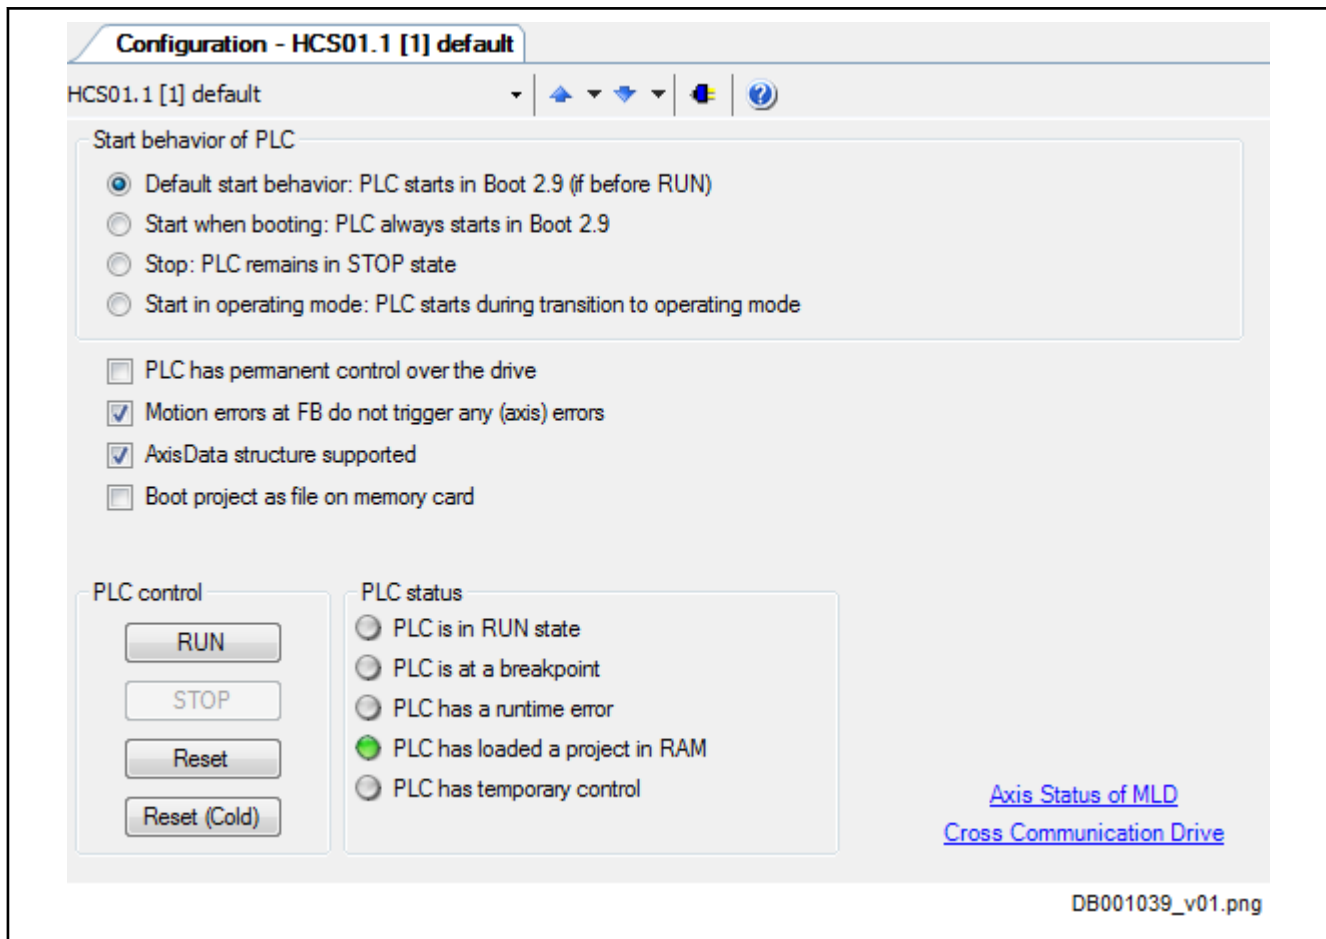 Configuration - HCS01.1 [1] default
HCS01.1 [1] default
Start behavior of PLC
Default start behavior: PLC starts in Boot 2.9 (if before RUN)
Start when booting: PLC always starts in Boot 2.9
Stop: PLC remains in STOP state
Start in operating mode: PLC starts during transition to operating mode
PLC has permanent control over the drive
Motion errors at FB do not trigger any (axis) errors
AxisData structure supported
Boot project as file on memory card
PLC control
RUN
STOP
Reset
Reset (Cold)
PLC status
PLC is in RUN state
PLC is at a breakpoint
PLC has a runtime error
PLC has loaded a project in RAM
PLC has temporary control
Axis Status of MLD
Cross Communication Drive
DB001039_v01.png